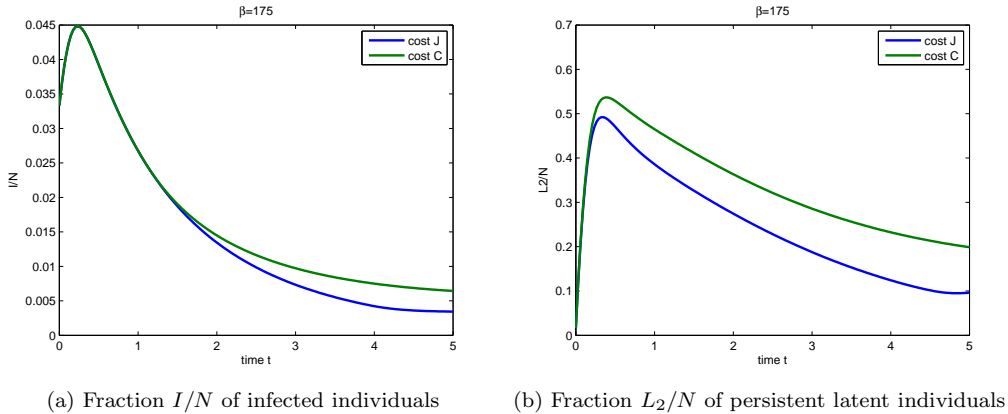 β=175
0.045
0.04
0.035
0.03
0.025
0.02
0.015
0.01
0.005
0
I/N
0 1 2 3 4 5
time t
cost J
cost C
(a) Fraction I/N of infected individuals
β=175
0.7
0.6
0.5
0.4
0.3
0.2
0.1
0
L2/N
0 1 2 3 4 5
time t
cost J
cost C
(b) Fraction L₂/N of persistent latent individuals